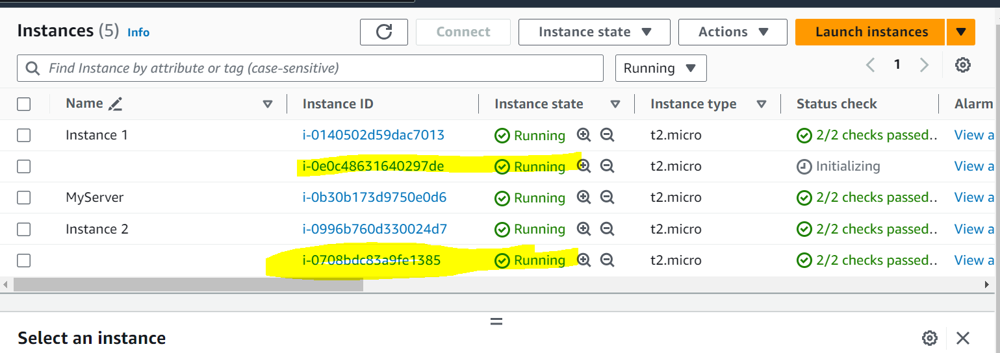 Instances (5) Info Connect Instance state Actions Launch instances
Find Instance by attribute or tag (case-sensitive) Running 1
Name Instance ID Instance state Instance type Status check Alarm
Instance 1 i-0140502d59dac7013 Running t2.micro 2/2 checks passed.. View a
i-0e0c48631640297de Running t2.micro Initializing View a
MyServer i-0b30b173d9750e0d6 Running t2.micro 2/2 checks passed.. View a
Instance 2 i-0996b760d330024d7 Running t2.micro 2/2 checks passed.. View a
i-0708bdc83a9fe1385 Running t2.micro 2/2 checks passed.. View a
Select an instance